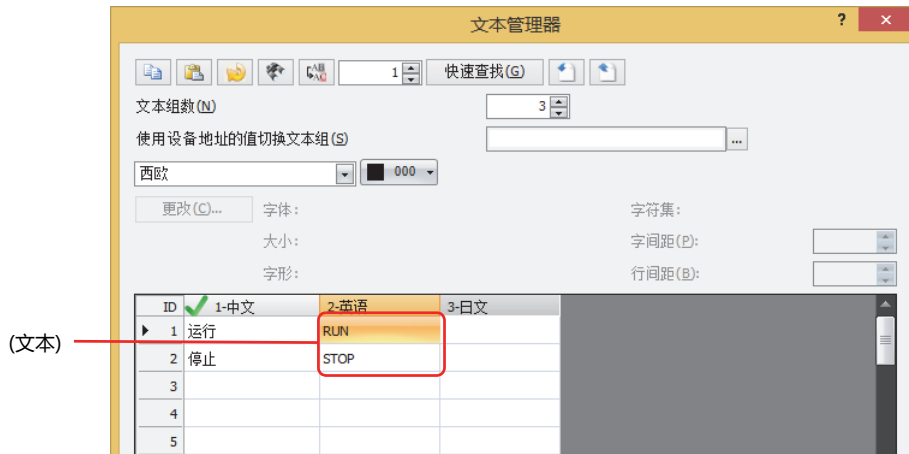 文本管理器
?
×
AB
AC
1
快速查找(G)
文本组数(N)
3
使用设备地址的值切换文本组(S)
...
西欧
000
更改(C)...
字体:
字符集:
大小:
字间距(P):
字形:
行间距(B):
ID 1-中文 2-英语 3-日文
1 运行 RUN
(文本)
2 停止 STOP
3
4
5